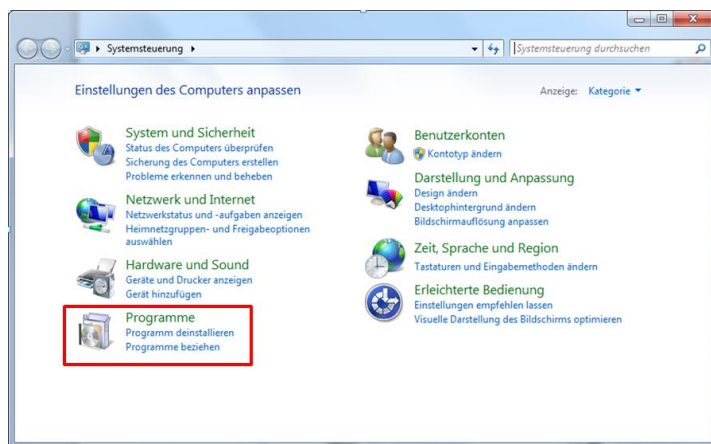 Systemsteuerung
Systemsteuerung durchsuchen
Einstellungen des Computers anpassen
Anzeige: Kategorie
System und Sicherheit
Status des Computers überprüfen
Sicherung des Computers erstellen
Probleme erkennen und beheben
Netzwerk und Internet
Netzwerkstatus und -aufgaben anzeigen
Heimnetzgruppen- und Freigabeoptionen
auswählen
Hardware und Sound
Geräte und Drucker anzeigen
Gerät hinzufügen
Programme
Programm deinstallieren
Programme beziehen
Benutzerkonten
Kontotyp ändern
Darstellung und Anpassung
Design ändern
Desktophintergrund ändern
Bildschirmauflösung anpassen
Zeit, Sprache und Region
Tastaturen und Eingabemethoden ändern
Erleichterte Bedienung
Einstellungen empfehlen lassen
Visuelle Darstellung des Bildschirms optimieren